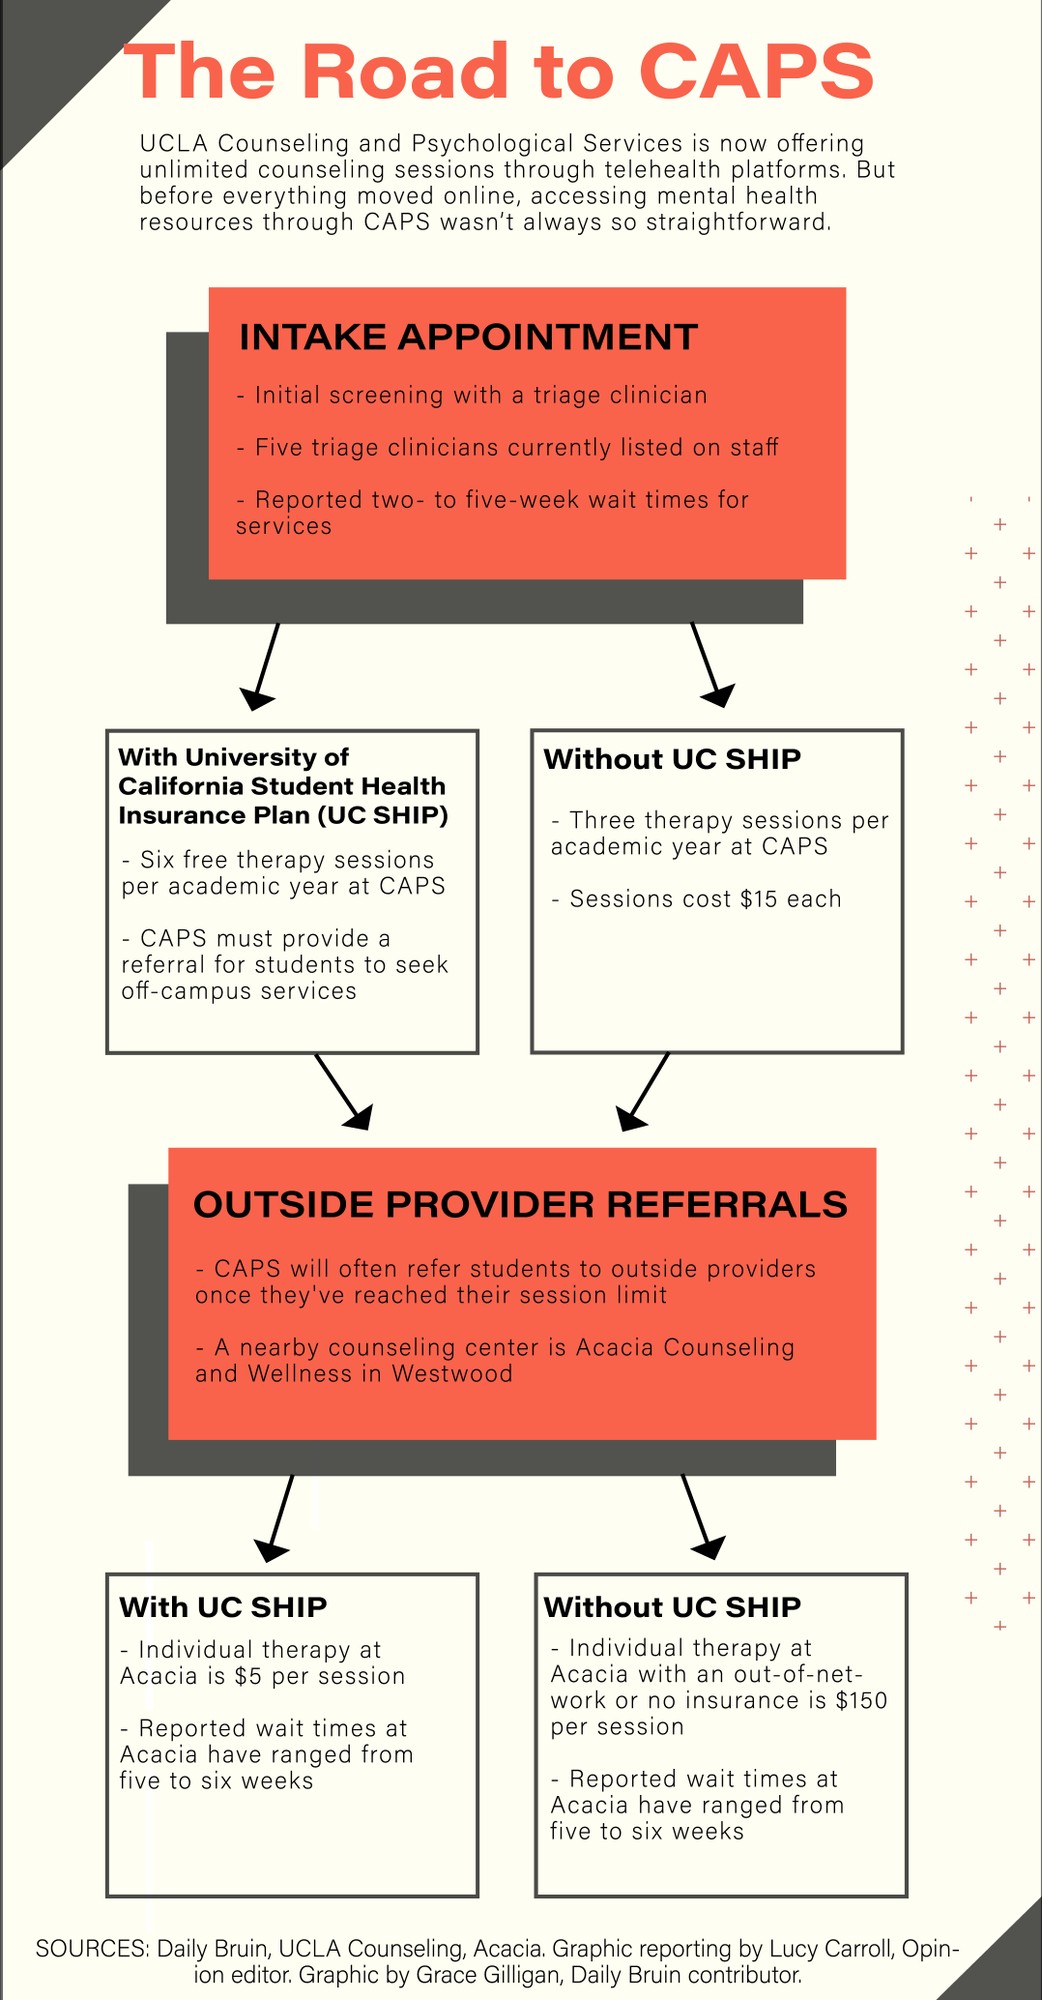 The Road to CAPS
UCLA Counseling and Psychological Services is now offering
unlimited counseling sessions through telehealth platforms. But
before everything moved online, accessing mental health
resources through CAPS wasn’t always so straightforward.
INTAKE APPOINTMENT
- Initial screening with a triage clinician
- Five triage clinicians currently listed on staff
- Reported two- to five-week wait times for
services
With University of
California Student Health
Insurance Plan (UC SHIP)
- Six free therapy sessions
per academic year at CAPS
- CAPS must provide a
referral for students to seek
off-campus services
Without UC SHIP
- Three therapy sessions per
academic year at CAPS
- Sessions cost $15 each
OUTSIDE PROVIDER REFERRALS
- CAPS will often refer students to outside providers
once they've reached their session limit
- A nearby counseling center is Acacia Counseling
and Wellness in Westwood
With UC SHIP
- Individual therapy at
Acacia is $5 per session
- Reported wait times at
Acacia have ranged from
five to six weeks
Without UC SHIP
- Individual therapy at
Acacia with an out-of-net-
work or no insurance is $150
per session
- Reported wait times at
Acacia have ranged from
five to six weeks
SOURCES: Daily Bruin, UCLA Counseling, Acacia. Graphic reporting by Lucy Carroll, Opin-
ion editor. Graphic by Grace Gilligan, Daily Bruin contributor.